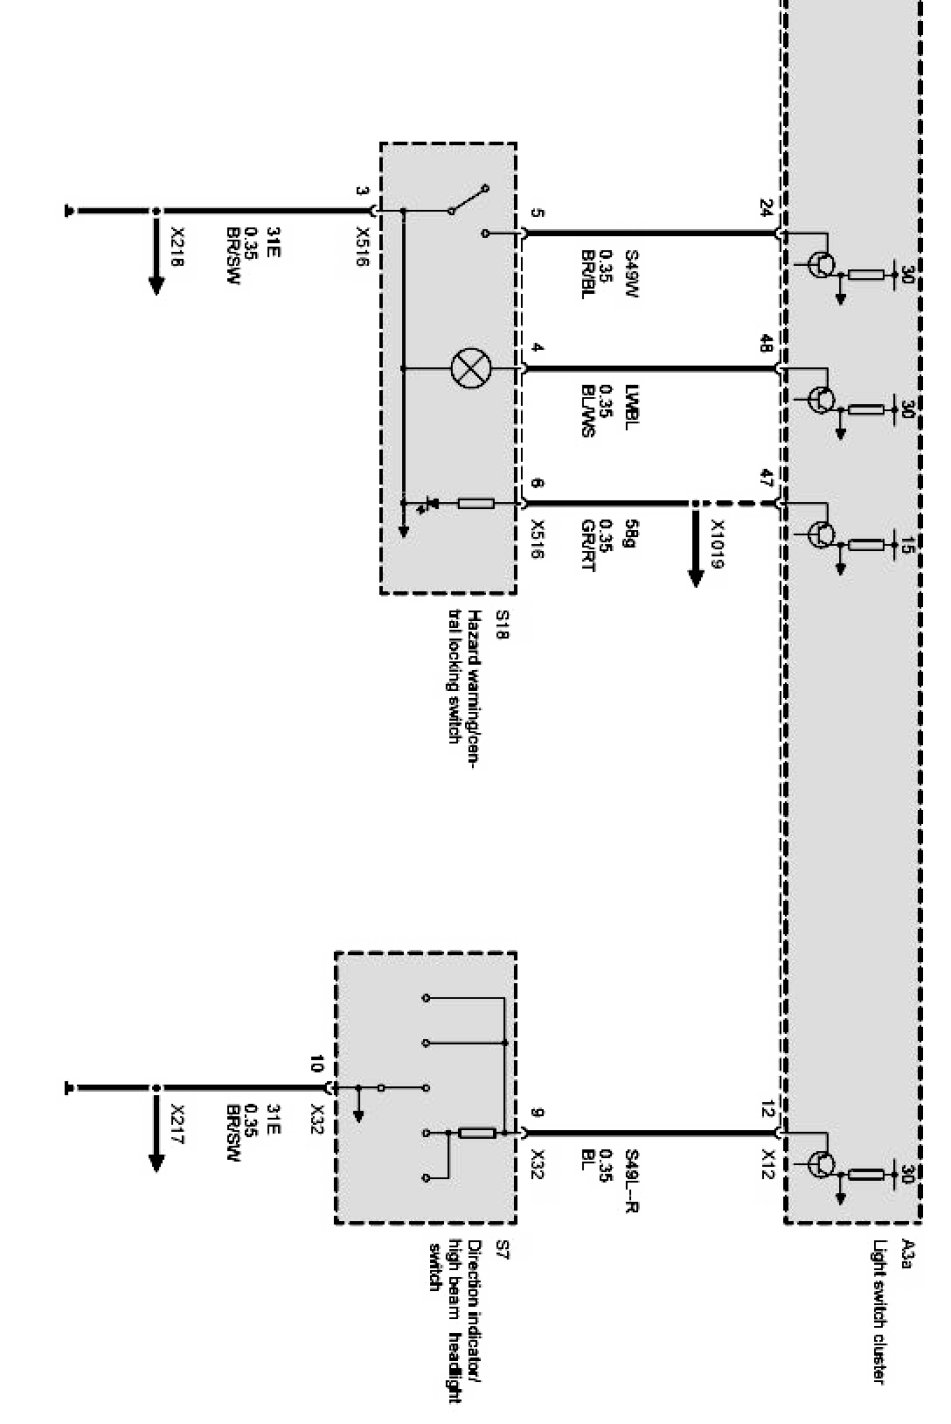 30
30
15
30
A3a
Light switch cluster
24
48
47
12
X12
X1019
S49W
0.35
BR/BL
LWBL
0.35
BL/WS
58g
0.35
GR/RT
S49L--R
0.35
BL
5
4
6
X516
9
X32
S18
Hazard warning/cen-
tral locking switch
S7
Direction indicator/
high beam headlight
switch
3
X516
10
X32
31E
0.35
BR/SW
31E
0.35
BR/SW
X218
X217